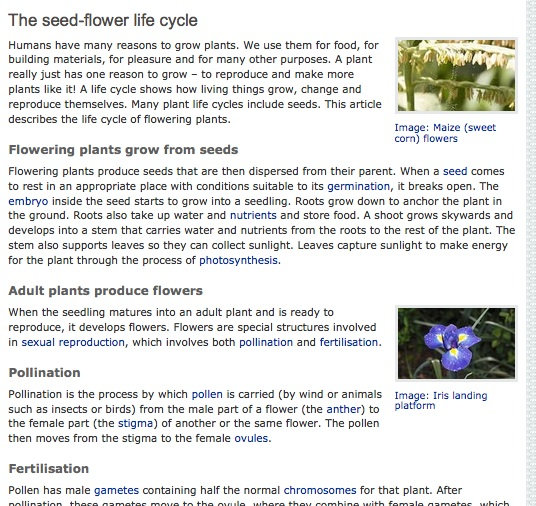 The seed-flower life cycle
Humans have many reasons to grow plants. We use them for food, for
building materials, for pleasure and for many other purposes. A plant
really just has one reason to grow – to reproduce and make more
plants like it! A life cycle shows how living things grow, change and
reproduce themselves. Many plant life cycles include seeds. This article
describes the life cycle of flowering plants.
Image: Maize (sweet
corn) flowers
Flowering plants grow from seeds
Flowering plants produce seeds that are then dispersed from their parent. When a seed comes
to rest in an appropriate place with conditions suitable to its germination, it breaks open. The
embryo inside the seed starts to grow into a seedling. Roots grow down to anchor the plant in
the ground. Roots also take up water and nutrients and store food. A shoot grows skywards and
develops into a stem that carries water and nutrients from the roots to the rest of the plant. The
stem also supports leaves so they can collect sunlight. Leaves capture sunlight to make energy
for the plant through the process of photosynthesis.
Adult plants produce flowers
When the seedling matures into an adult plant and is ready to
reproduce, it develops flowers. Flowers are special structures involved
in sexual reproduction, which involves both pollination and fertilisation.
Image: Iris landing
platform
Pollination
Pollination is the process by which pollen is carried (by wind or animals
such as insects or birds) from the male part of a flower (the anther) to
the female part (the stigma) of another or the same flower. The pollen
then moves from the stigma to the female ovules.
Fertilisation
Pollen has male gametes containing half the normal chromosomes for that plant. After
pollination, these gametes move to the ovule, where they combine with female gametes, which